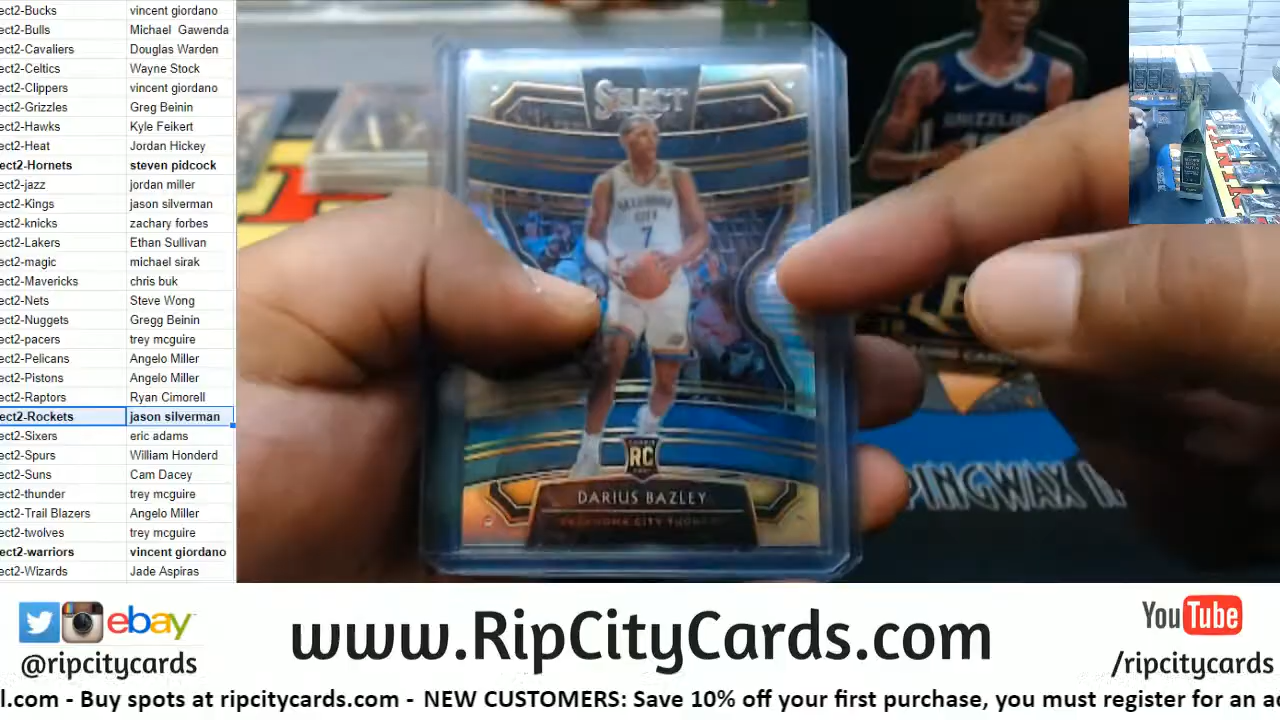 ect2-Bucks vincent giordano
ect2-Bulls Michael Gawenda
ect2-Cavaliers Douglas Warden
ect2-Celtics Wayne Stock
ect2-Clippers vincent giordano
ect2-Grizzles Greg Beinin
ect2-Hawks Kyle Feikert
ect2-Heat Jordan Hickey
ect2-Hornets steven pidcock
ect2-jazz jordan miller
ect2-Kings jason silverman
ect2-knicks zachary forbes
ect2-Lakers Ethan Sullivan
ect2-magic michael sirak
ect2-Mavericks chris buk
ect2-Nets Steve Wong
ect2-Nuggets Gregg Beinin
ect2-pacers trey mcguire
ect2-Pelicans Angelo Miller
ect2-Pistons Angelo Miller
ect2-Raptors Ryan Cimorell
ect2-Rockets jason silverman
ect2-Sixers eric adams
ect2-Spurs William Honderd
ect2-Suns Cam Dacey
ect2-thunder trey mcguire
ect2-Trail Blazers Angelo Miller
ect2-twolves trey mcguire
ect2-warriors vincent giordano
ect2-Wizards Jade Aspiras
SELECT
OKLAHOMA
CITY
7
RC
DARIUS BAZLEY
OKLAHOMA CITY THUNDER
GRIZZLIES
PINGWAX
ebay
@ripcitycards
www.RipCityCards.com
YouTube
/ripcitycards
l.com - Buy spots at ripcitycards.com - NEW CUSTOMERS: Save 10% off your first purchase, you must register for an a